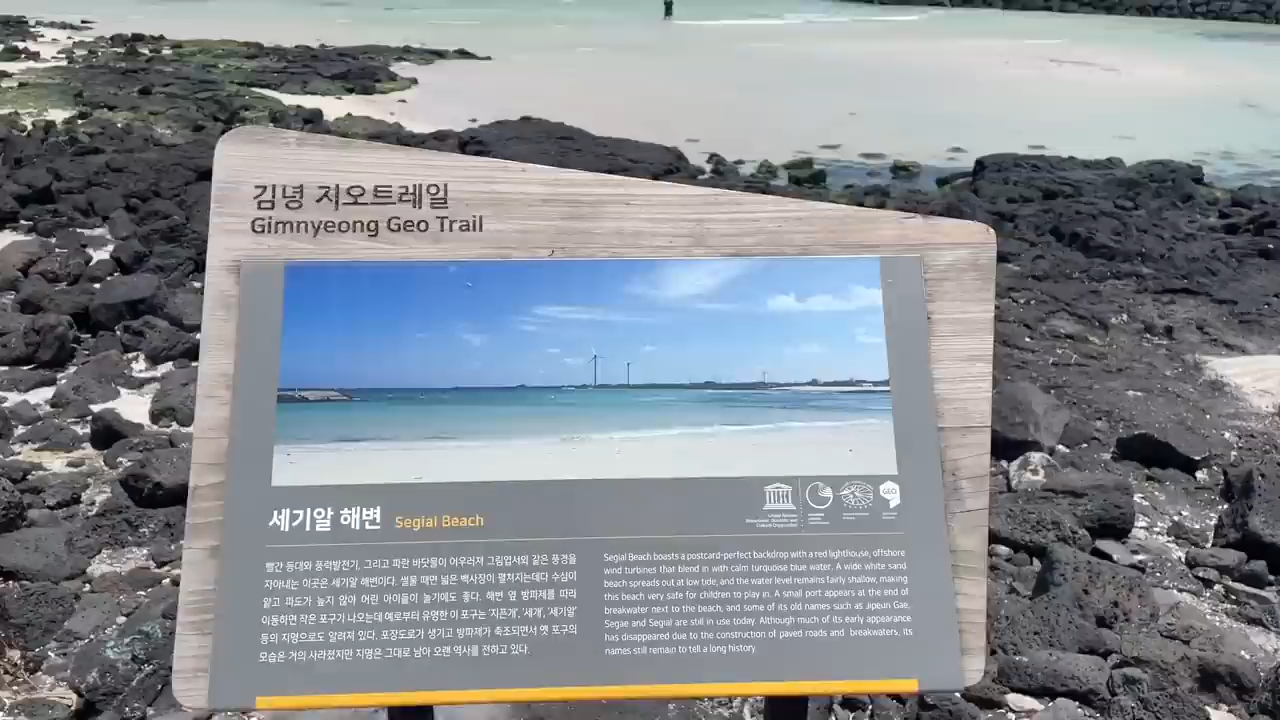 김녕 지오트레일
Gimnyeong Geo Trail
세기알 해변 Segial Beach
GEO
빨간 등대와 풍력발전기, 그리고 파란 바닷물이 어우러져 그림엽서와 같은 풍경을
자아내는 이곳은 세기알 해변이다. 썰물 때면 넓은 백사장이 펼쳐지는데다 수심이
얕고 파도가 높지 않아 어린 아이들이 놀기에도 좋다. 해변 옆 방파제를 따라
이동하면 작은 포구가 나오는데 예로부터 유명한 이 포구는 '지픈개', '세개', '세기알'
등의 지명으로도 알려져 있다. 포장도로가 생기고 방파제가 축조되면서 옛 포구의
모습은 거의 사라졌지만 지명은 그대로 남아 오랜 역사를 전하고 있다.
Segial Beach boasts a postcard-perfect backdrop with a red lighthouse, offshore
wind turbines that blend in with calm turquoise blue water. A wide white sand
beach spreads out at low tide, and the water level remains fairly shallow, making
this beach very safe for children to play in. A small port appears at the end of
breakwater next to the beach, and some of its old names such as Jipeun Gae,
Segae and Segial are still in use today. Although much of its early appearance
has disappeared due to the construction of paved roads and breakwaters, its
names still remain to tell a long history.